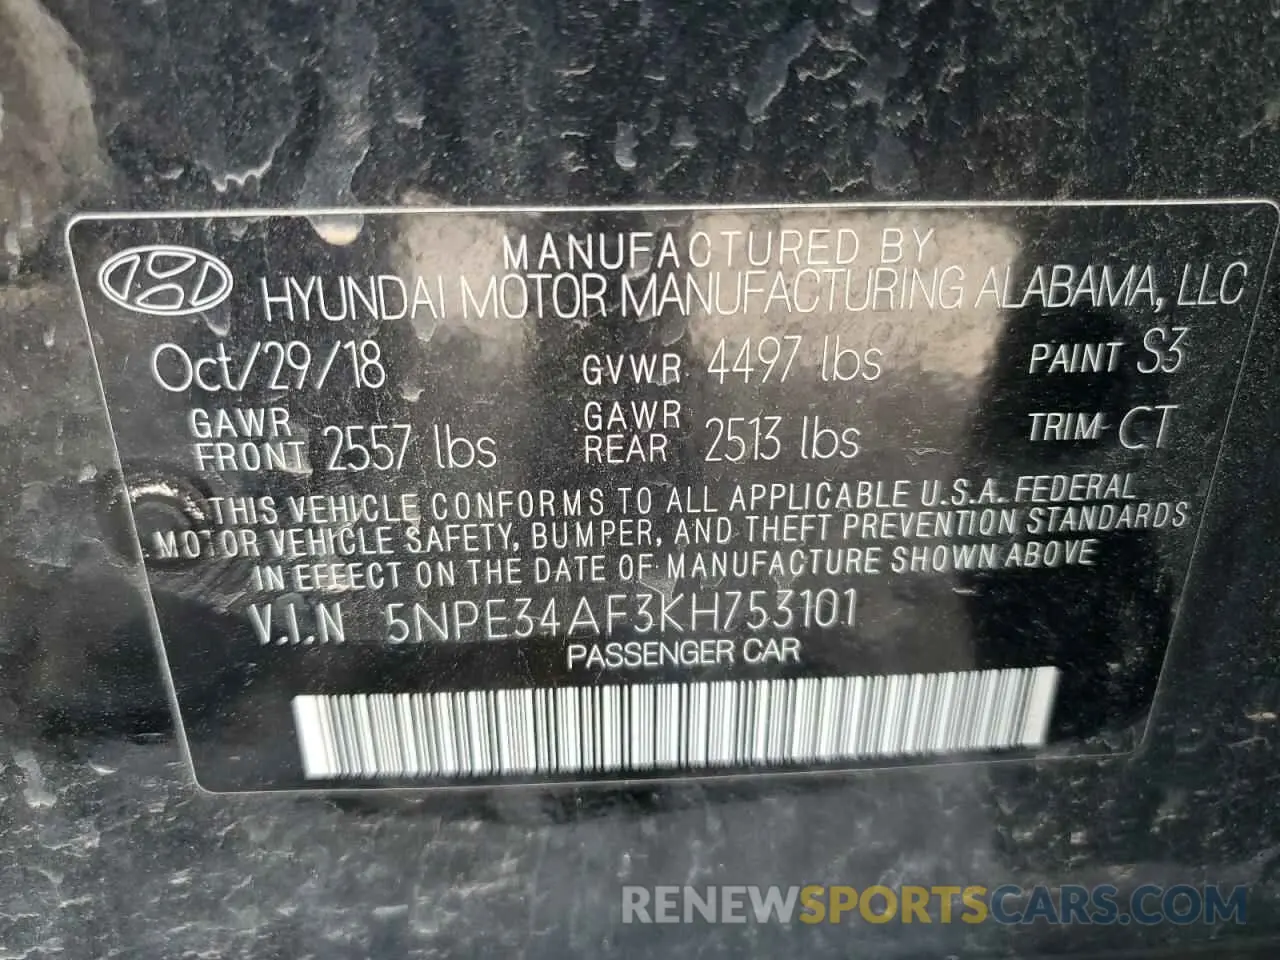 MANUFACTURED BY
HYUNDAI MOTOR MANUFACTURING ALABAMA, LLC
Oct/29/18 GVWR 4497 lbs PAINT S3
GAWR FRONT 2557 lbs GAWR REAR 2513 lbs TRIM CT
THIS VEHICLE CONFORMS TO ALL APPLICABLE U.S.A. FEDERAL
MOTOR VEHICLE SAFETY, BUMPER, AND THEFT PREVENTION STANDARDS
IN EFFECT ON THE DATE OF MANUFACTURE SHOWN ABOVE
V.I.N 5NPE34AF3KH753101
PASSENGER CAR
RENEWSPORTSCARS.COM